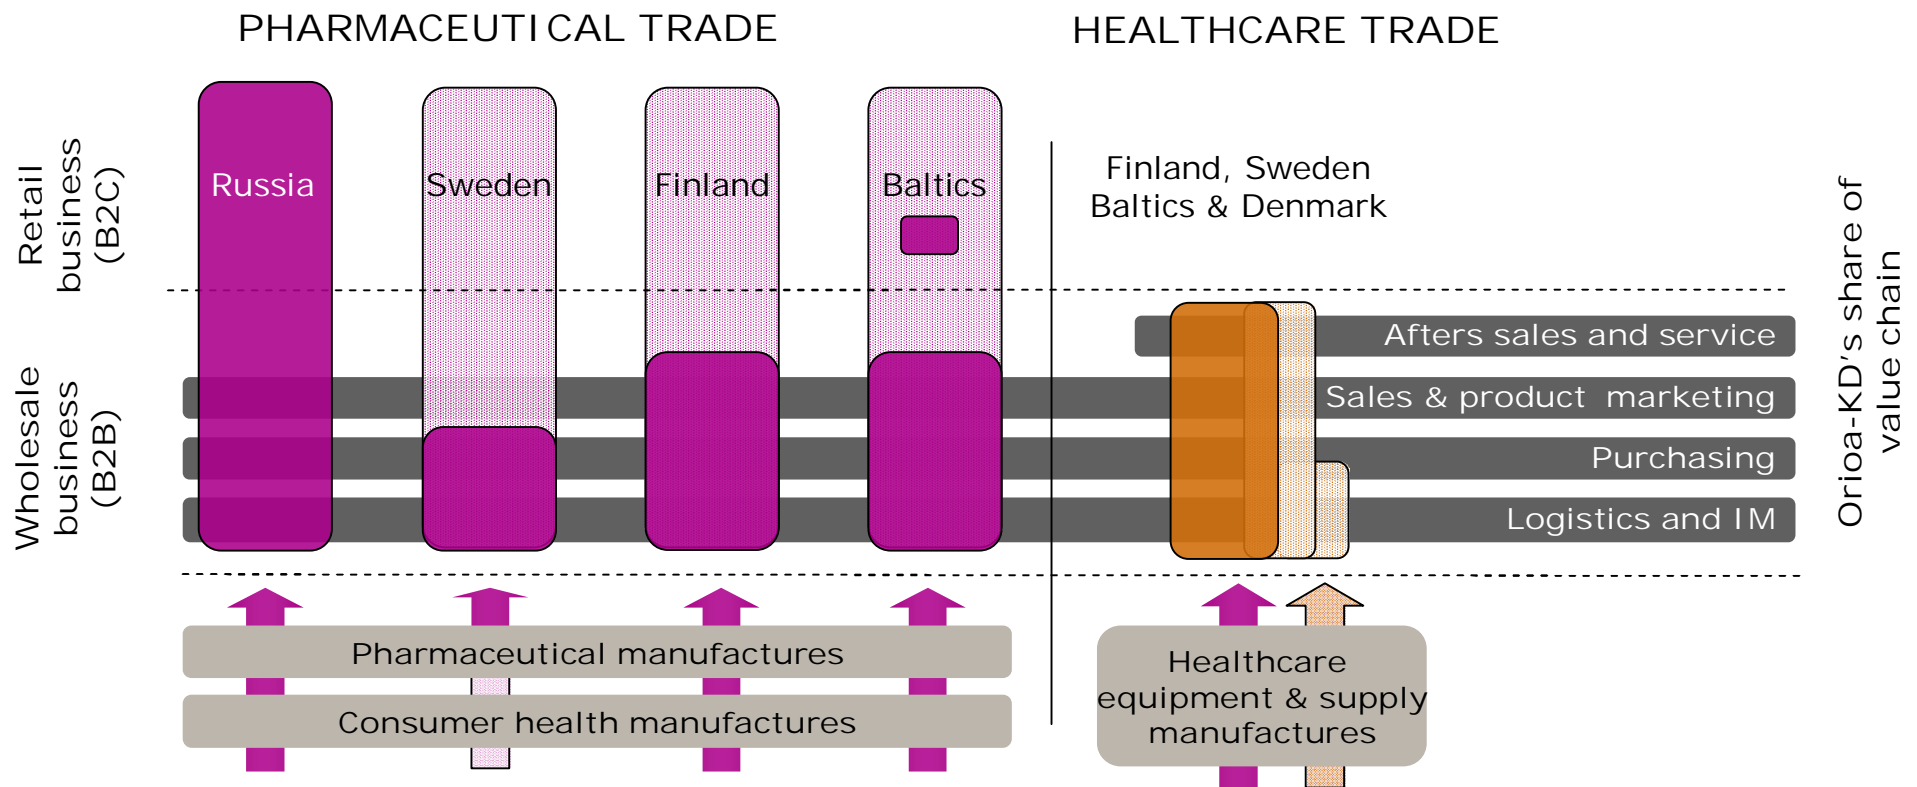 PHARMACEUTICAL TRADE
HEALTHCARE TRADE
Retail
business
(B2C)
Russia
Sweden
Finland
Baltics
Finland, Sweden
Baltics & Denmark
Wholesale
business
(B2B)
Afters sales and service
Sales & product marketing
Purchasing
Logistics and IM
Orioa-KD's share of
value chain
Pharmaceutical manufactures
Consumer health manufactures
Healthcare
equipment & supply
manufactures